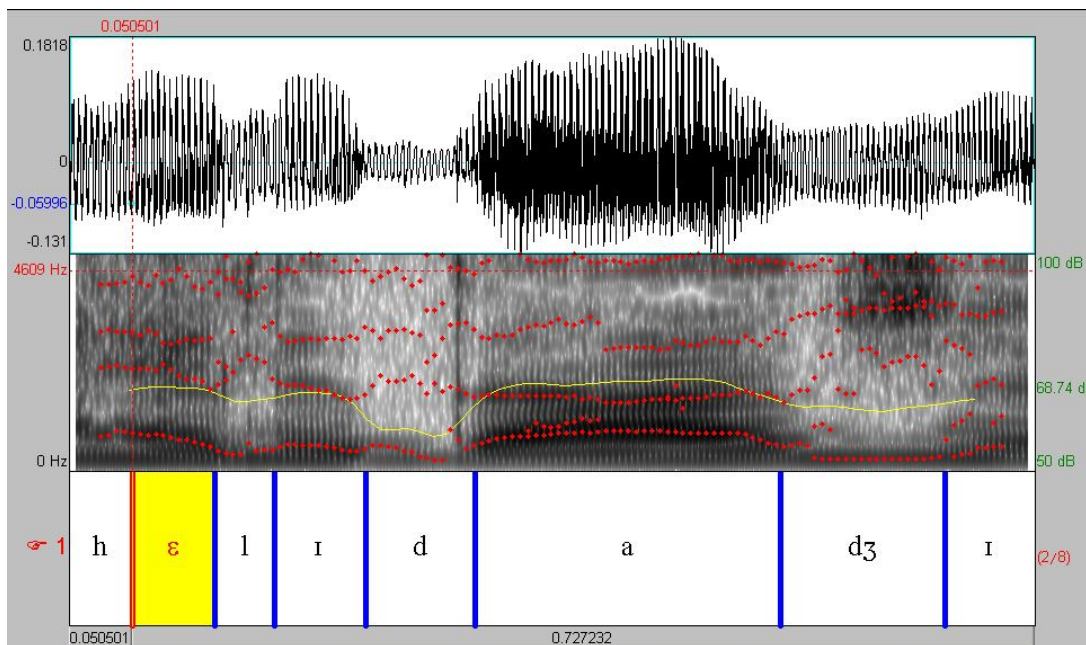 0.050501
0.1818
0
-0.05996
-0.131
4609 Hz
100 dB
68.74 d
0 Hz
50 dB
1 h ɛ l ɪ d a dʒ ɪ (2/8)
0.050501 0.727232